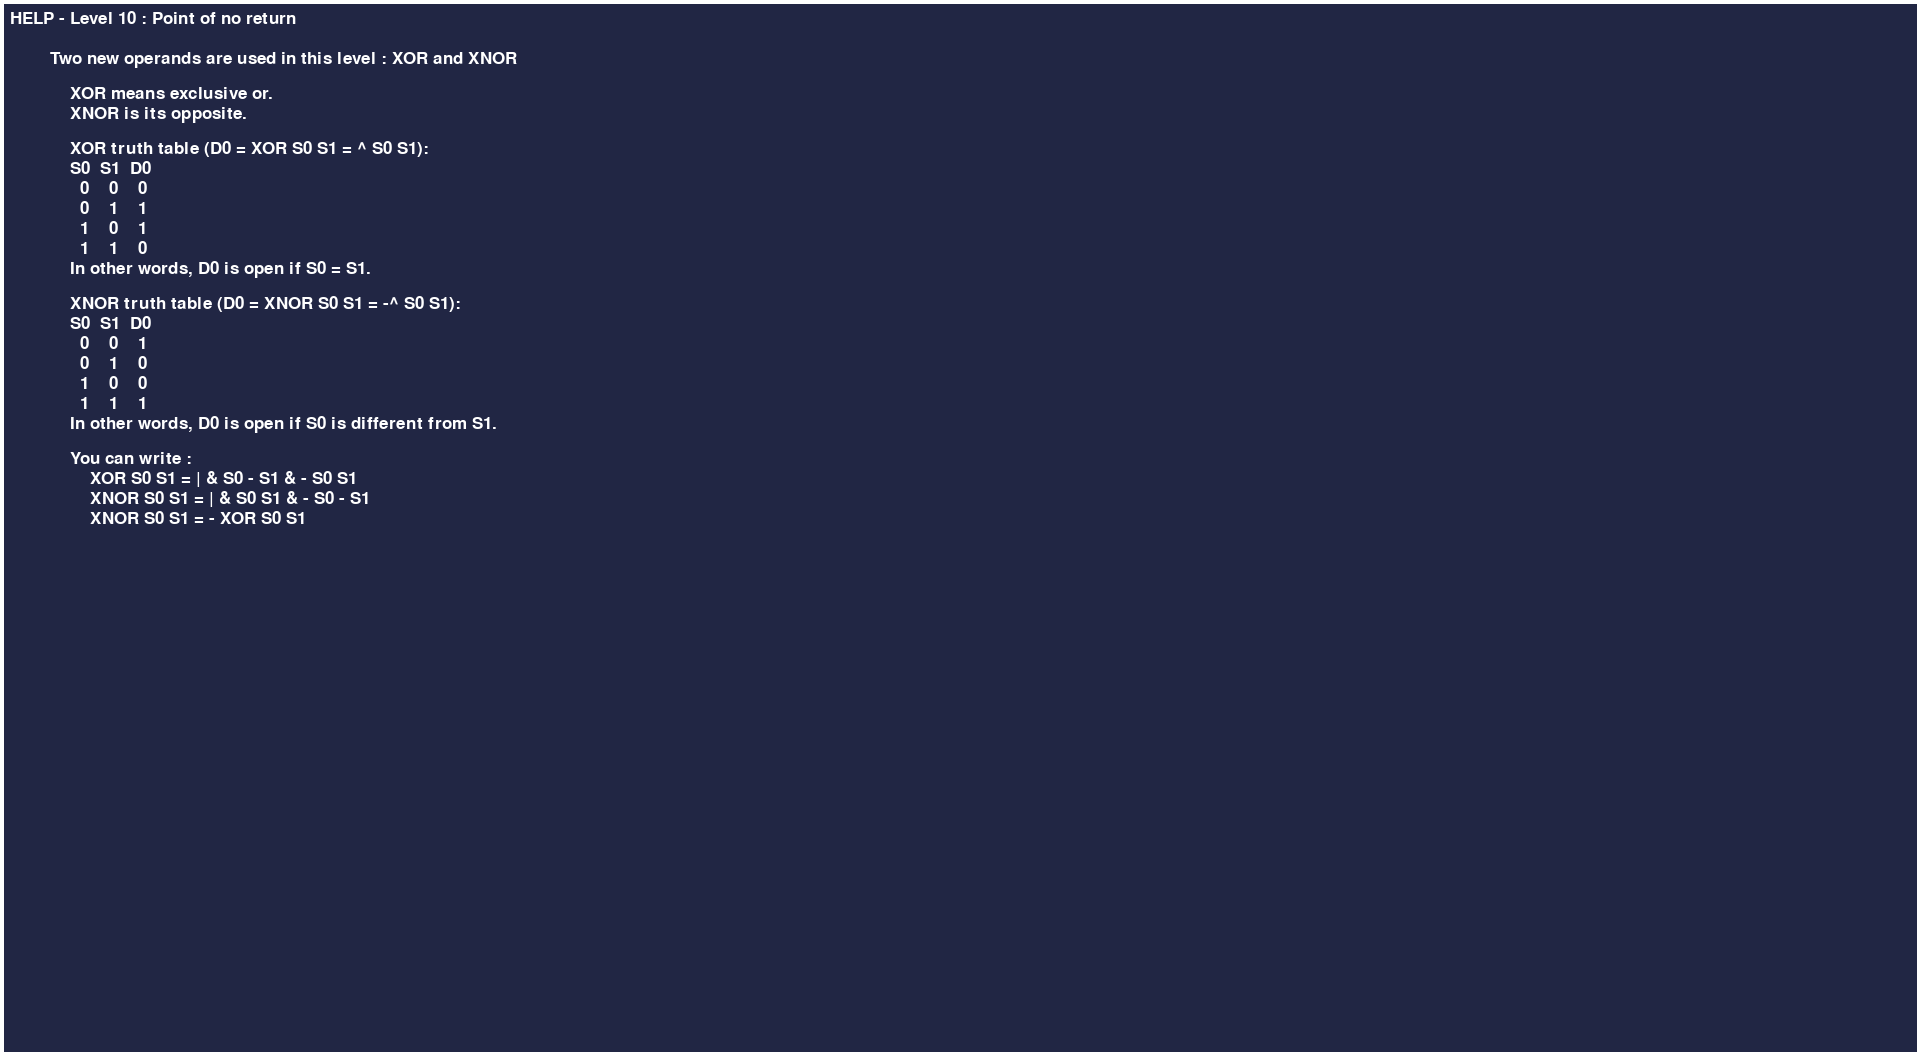 HELP - Level 10 : Point of no return
Two new operands are used in this level : XOR and XNOR
XOR means exclusive or.
XNOR is its opposite.
XOR truth table (D0 = XOR S0 S1 = ^ S0 S1):
S0 S1 D0
0 0 0
0 1 1
1 0 1
1 1 0
In other words, D0 is open if S0 = S1.
XNOR truth table (D0 = XNOR S0 S1 = -^ S0 S1):
S0 S1 D0
0 0 1
0 1 0
1 0 0
1 1 1
In other words, D0 is open if S0 is different from S1.
You can write :
XOR S0 S1 = | & S0 - S1 & - S0 S1
XNOR S0 S1 = | & S0 S1 & - S0 - S1
XNOR S0 S1 = - XOR S0 S1